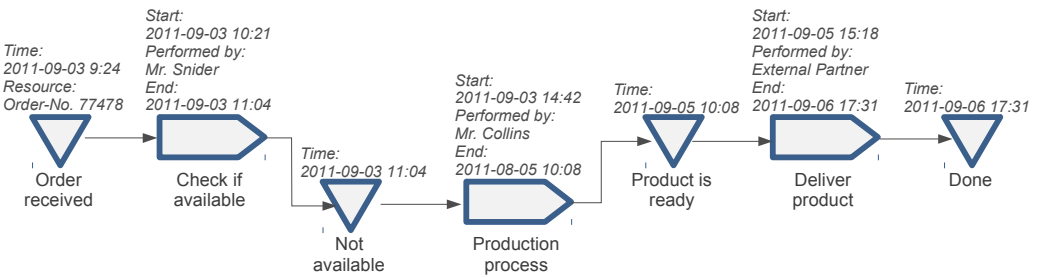 Time:
2011-09-03 9:24
Resource:
Order-No. 77478
Order
received
Start:
2011-09-03 10:21
Performed by:
Mr. Snider
End:
2011-09-03 11:04
Check if
available
Time:
2011-09-03 11:04
Not
available
Start:
2011-09-03 14:42
Performed by:
Mr. Collins
End:
2011-08-05 10:08
Production
process
Time:
2011-09-05 10:08
Product is
ready
Start:
2011-09-05 15:18
Performed by:
External Partner
End:
2011-09-06 17:31
Deliver
product
Time:
2011-09-06 17:31
Done